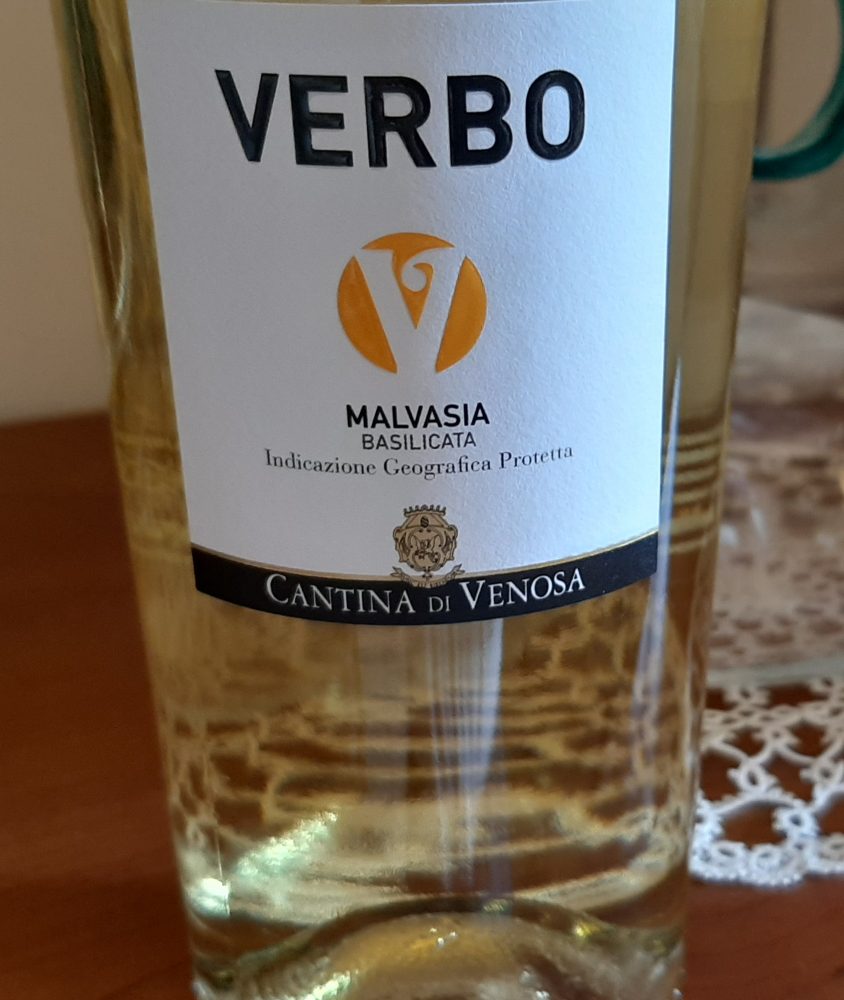 VERBO
V
MALVASIA
BASILICATA
Indicazione Geografica Protetta
CANTINA DI VENOSA